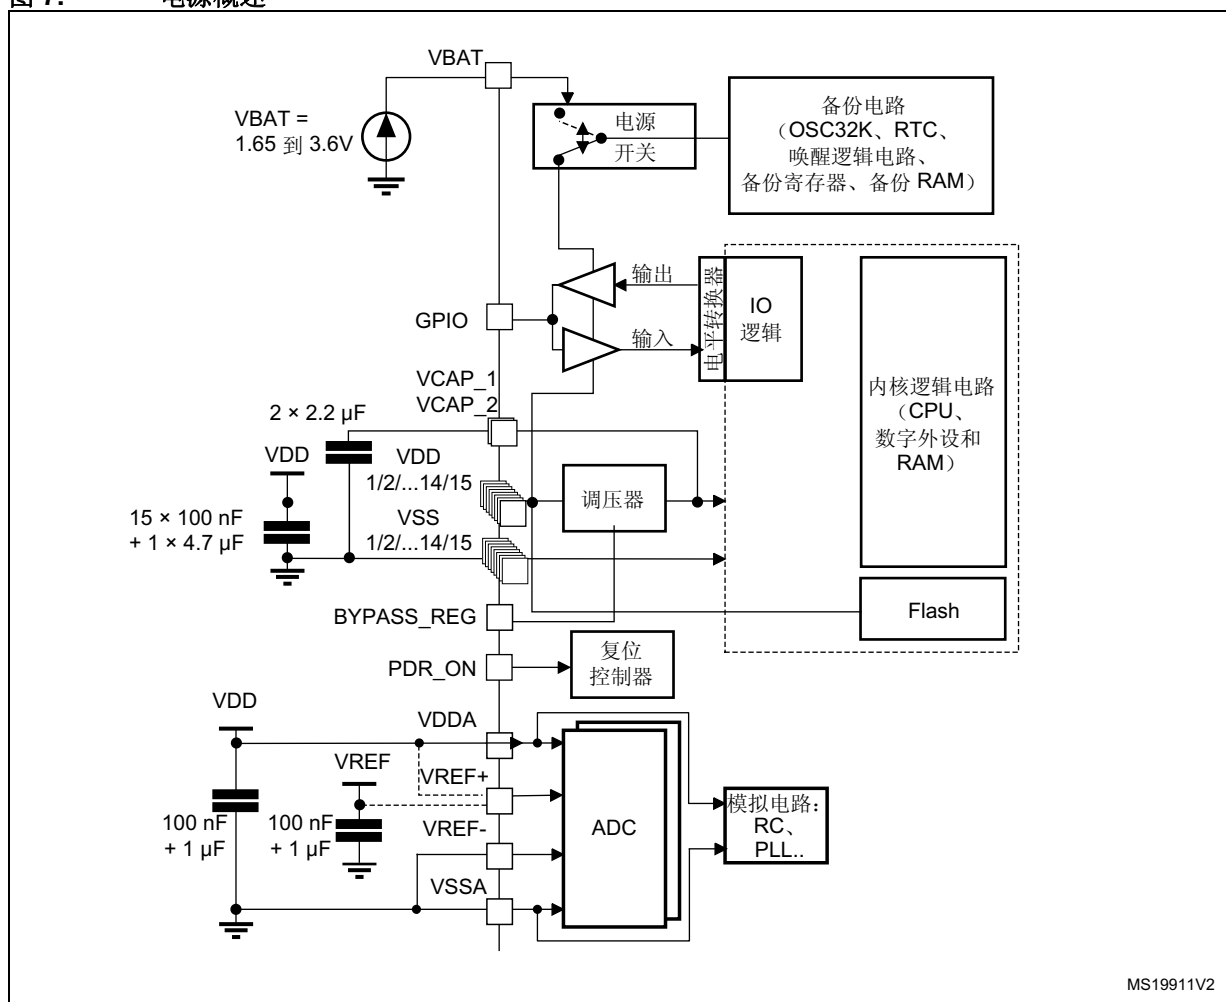 图 7. 电源概述
VBAT
VBAT =
1.65 到 3.6V
电源
开关
备份电路
（OSC32K、RTC、
唤醒逻辑电路、
备份寄存器、备份 RAM）
输出
电平转换器
IO
逻辑
GPIO
输入
内核逻辑电路
（CPU、
数字外设和
RAM）
VCAP_1
VCAP_2
2 × 2.2 μF
VDD
VDD
1/2/...14/15
调压器
15 × 100 nF
+ 1 × 4.7 μF
VSS
1/2/...14/15
Flash
BYPASS_REG
PDR_ON
复位
控制器
VDD
VDDA
VREF
VREF+
100 nF
+ 1 μF
100 nF
+ 1 μF
VREF-
ADC
模拟电路：
RC、
PLL..
VSSA
MS19911V2